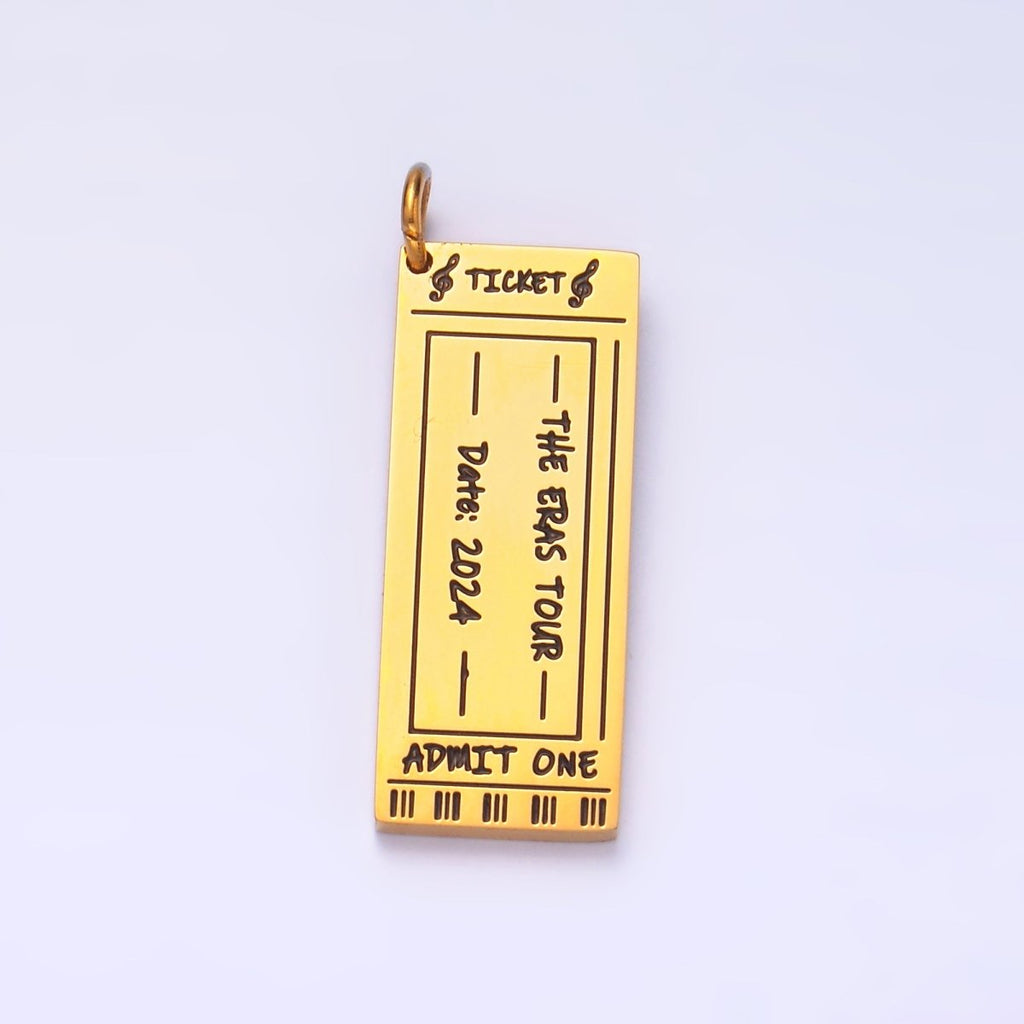 TICKET
THE ERAS TOUR
Date: 2024
ADMIT ONE